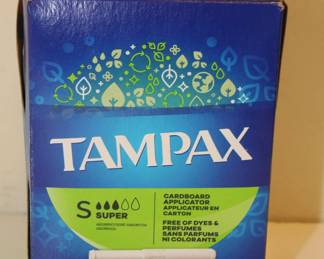 TAMPAX
S SUPER
CARDBOARD
APPLICATOR
APPLICATEUR EN
CARTON
FREE OF DYES &
PERFUMES
SANS PARFUMS
NI COLORANTS